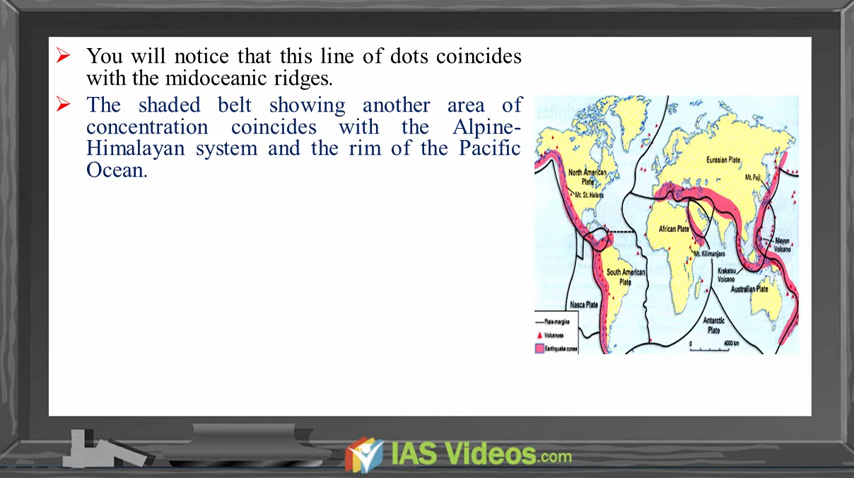 You will notice that this line of dots coincides
with the midoceanic ridges.
The shaded belt showing another area of
concentration coincides with the Alpine-
Himalayan system and the rim of the Pacific
Ocean.
Eurasian Plate
North American
Plate
Mt. Fuji
Mt. St. Helens
African Plate
Mayon
Volcano
Mt. Kilimanjaro
South American
Plate
Krakatau
Volcano
Australian Plate
Nasca Plate
Antarctic
Plate
Plate margins
Volcanoes
Earthquake zones
0 4000 km
IAS Videos.com